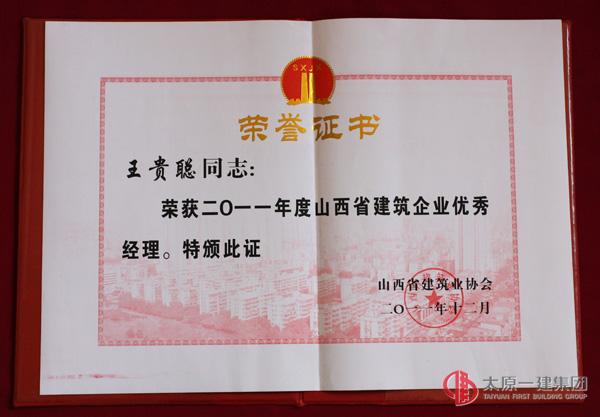 SXJX
荣誉证书
王贵聪同志:
荣获二〇一一年度山西省建筑企业优秀
经理。特颁此证
山西省建筑业协会
二〇一一年十二月
太原一建集团
TAIYUAN FIRST BUILDING GROUP